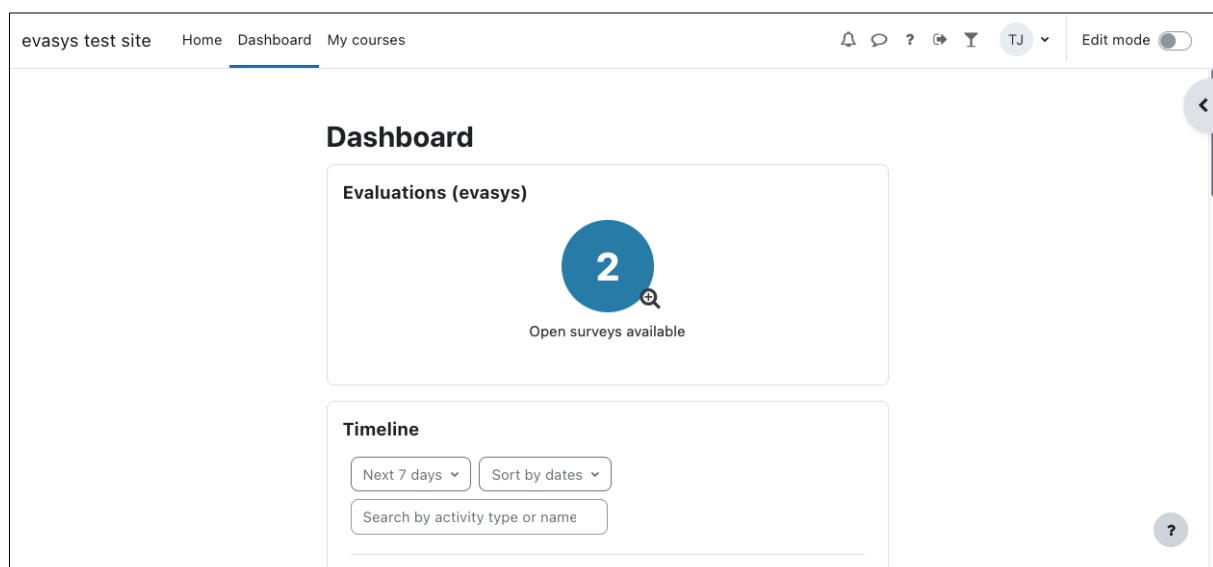 evasys test site Home Dashboard My courses ? TJ Edit mode
Dashboard
Evaluations (evasys)
2
Open surveys available
Timeline
Next 7 days Sort by dates
Search by activity type or name
?